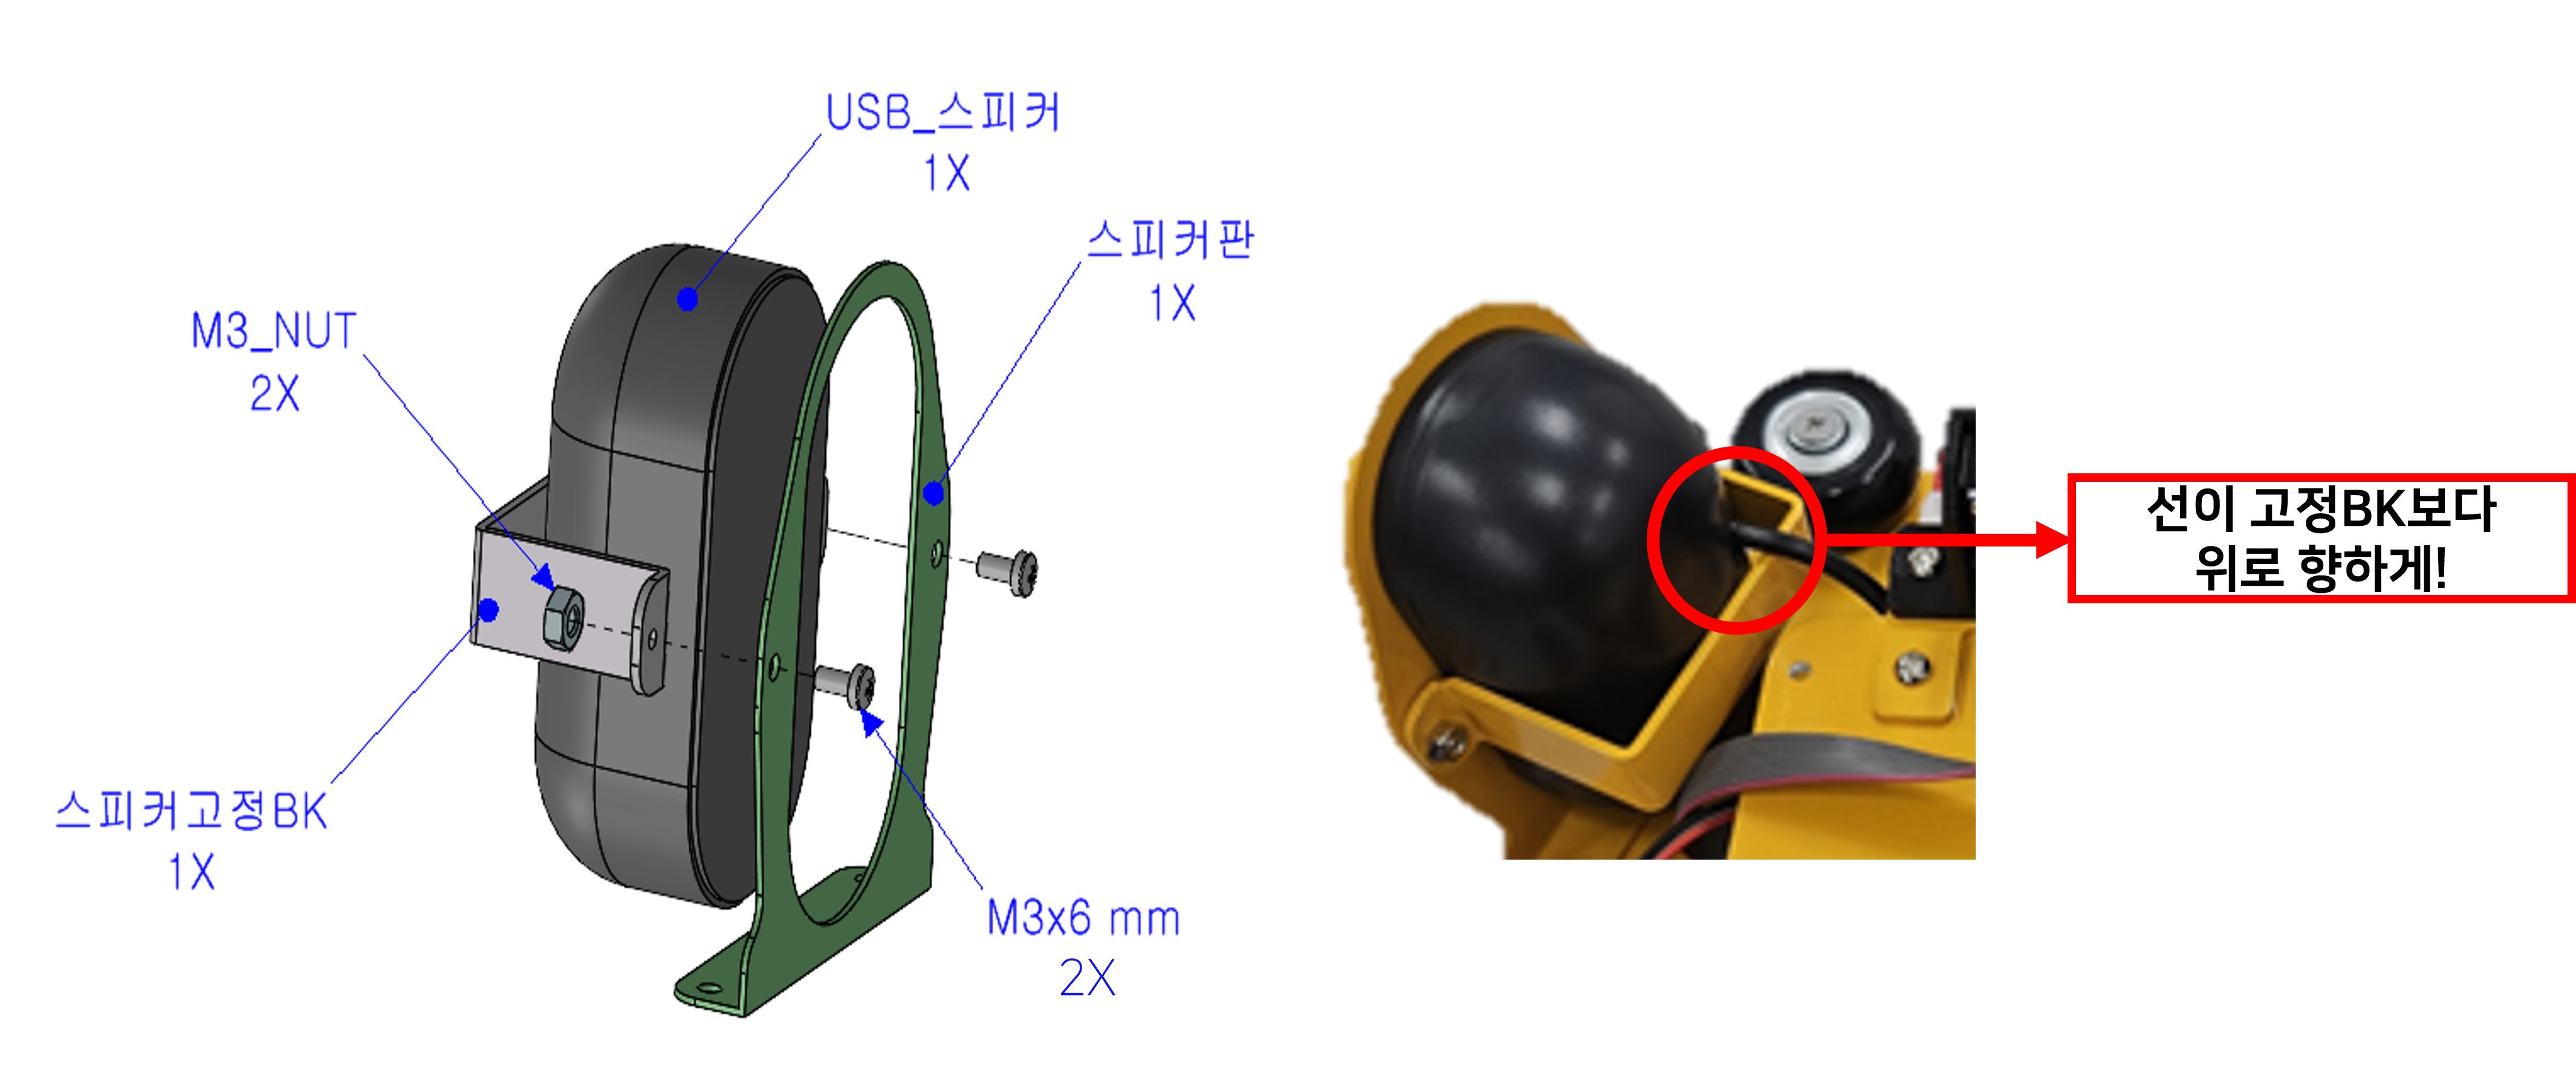 USB_스피커
1X
스피커판
1X
M3_NUT
2X
선이 고정BK보다
위로 향하게!
스피커고정BK
1X
M3x6 mm
2X